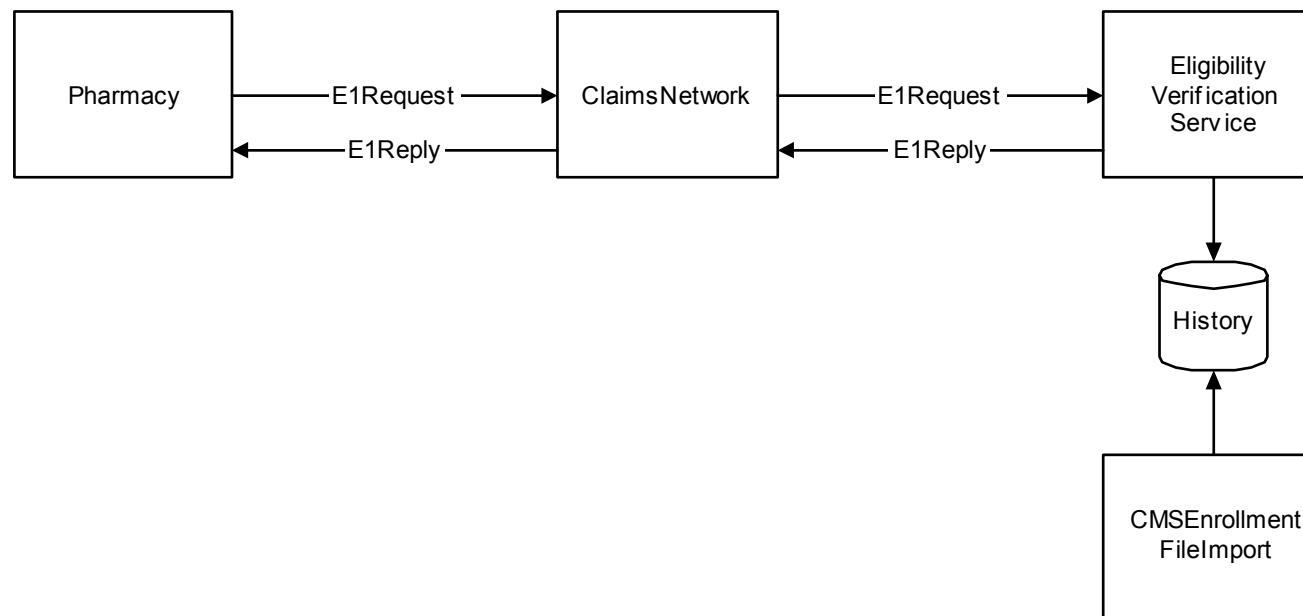 Pharmacy
E1Request
ClaimsNetwork
E1Request
Eligibility
Verification
Service
E1Reply
E1Reply
History
CMSEnrollment
FileImport